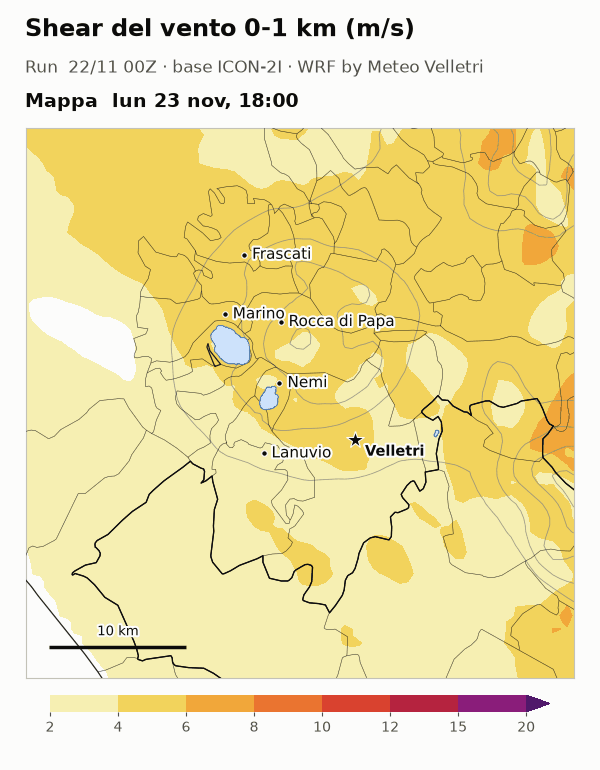 Shear del vento 0-1 km (m/s)
Run 22/11 00Z · base ICON-2I · WRF by Meteo Velletri
Mappa lun 23 nov, 18:00
Frascati
Marino
Rocca di Papa
Nemi
Velletri
Lanuvio
10 km
2 4 6 8 10 12 15 20